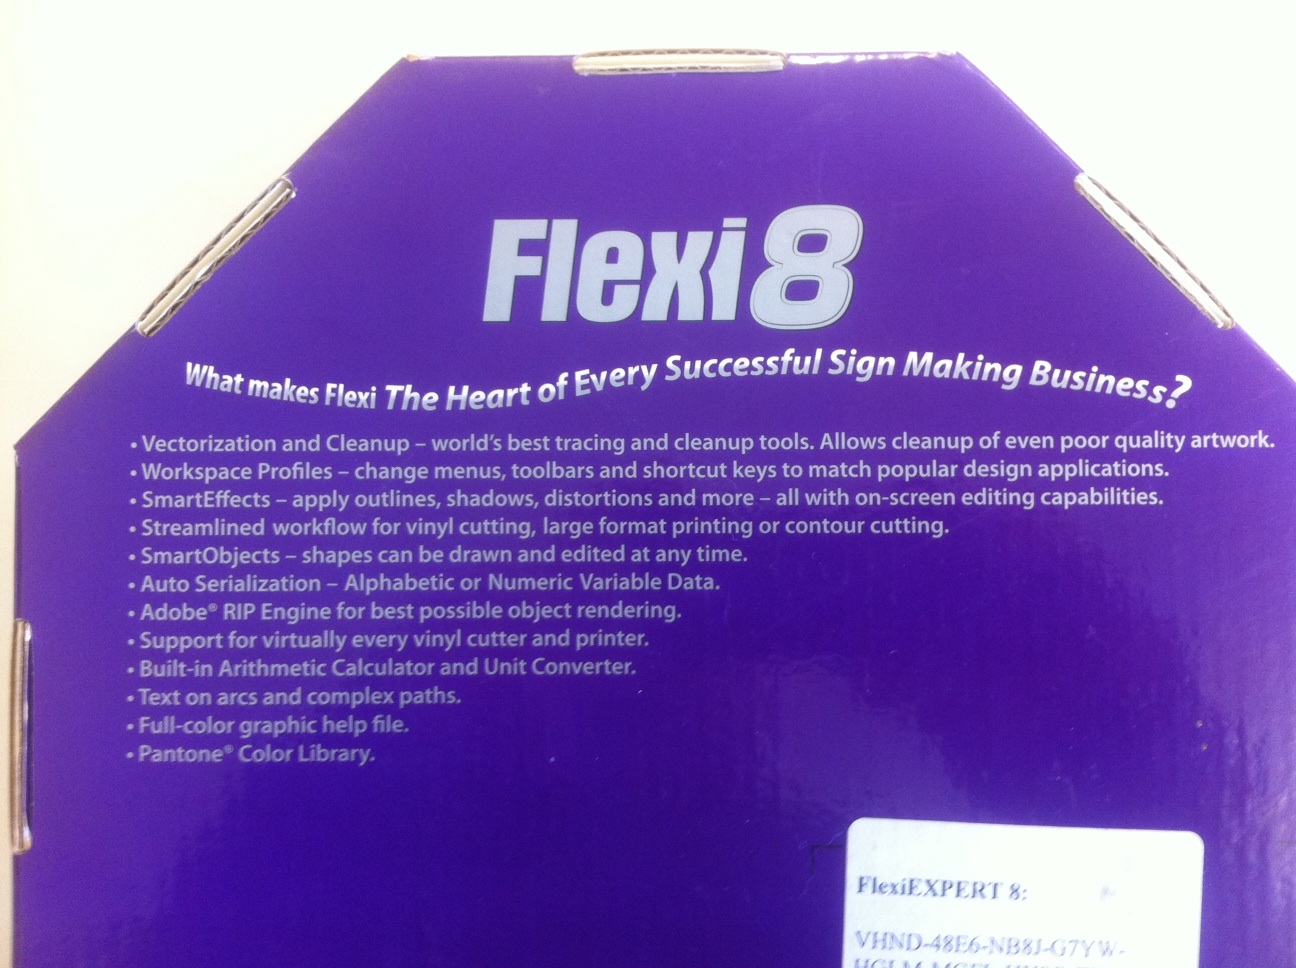 Flexi8
What makes Flexi The Heart of Every Successful Sign Making Business?
• Vectorization and Cleanup – world's best tracing and cleanup tools. Allows cleanup of even poor quality artwork.
• Workspace Profiles – change menus, toolbars and shortcut keys to match popular design applications.
• SmartEffects – apply outlines, shadows, distortions and more – all with on-screen editing capabilities.
• Streamlined workflow for vinyl cutting, large format printing or contour cutting.
• SmartObjects – shapes can be drawn and edited at any time.
• Auto Serialization – Alphabetic or Numeric Variable Data.
• Adobe® RIP Engine for best possible object rendering.
• Support for virtually every vinyl cutter and printer.
• Built-in Arithmetic Calculator and Unit Converter.
• Text on arcs and complex paths.
• Full-color graphic help file.
• Pantone® Color Library.
FlexiEXPERT 8:
VHND-48E6-NB8J-G7YW-